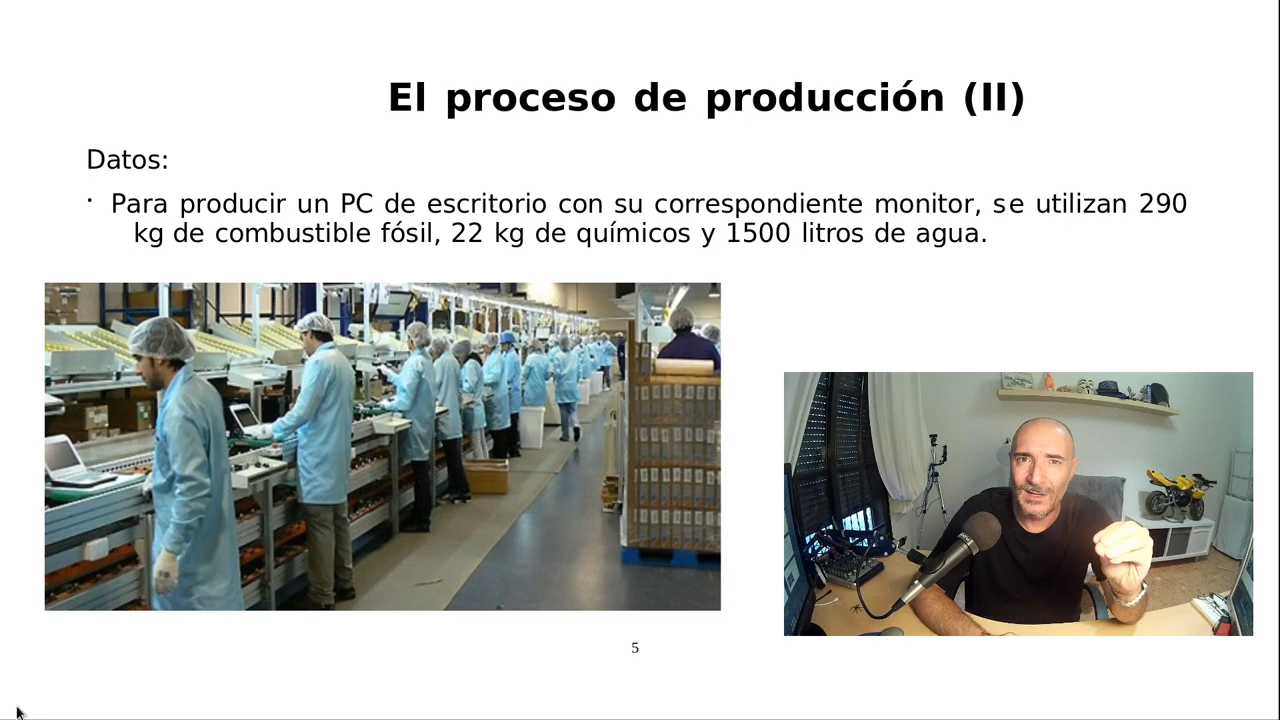 El proceso de producción (II)
Datos:
· Para producir un PC de escritorio con su correspondiente monitor, se utilizan 290
kg de combustible fósil, 22 kg de químicos y 1500 litros de agua.
5